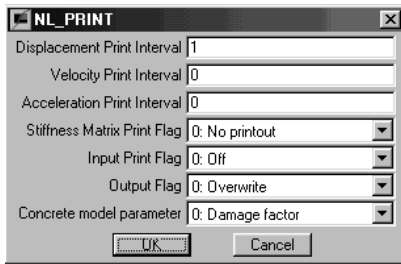 NL_PRINT
Displacement Print Interval 1
Velocity Print Interval 0
Acceleration Print Interval 0
Stiffness Matrix Print Flag 0: No printout
Input Print Flag 0: Off
Output Flag 0: Overwrite
Concrete model parameter 0: Damage factor
OK Cancel